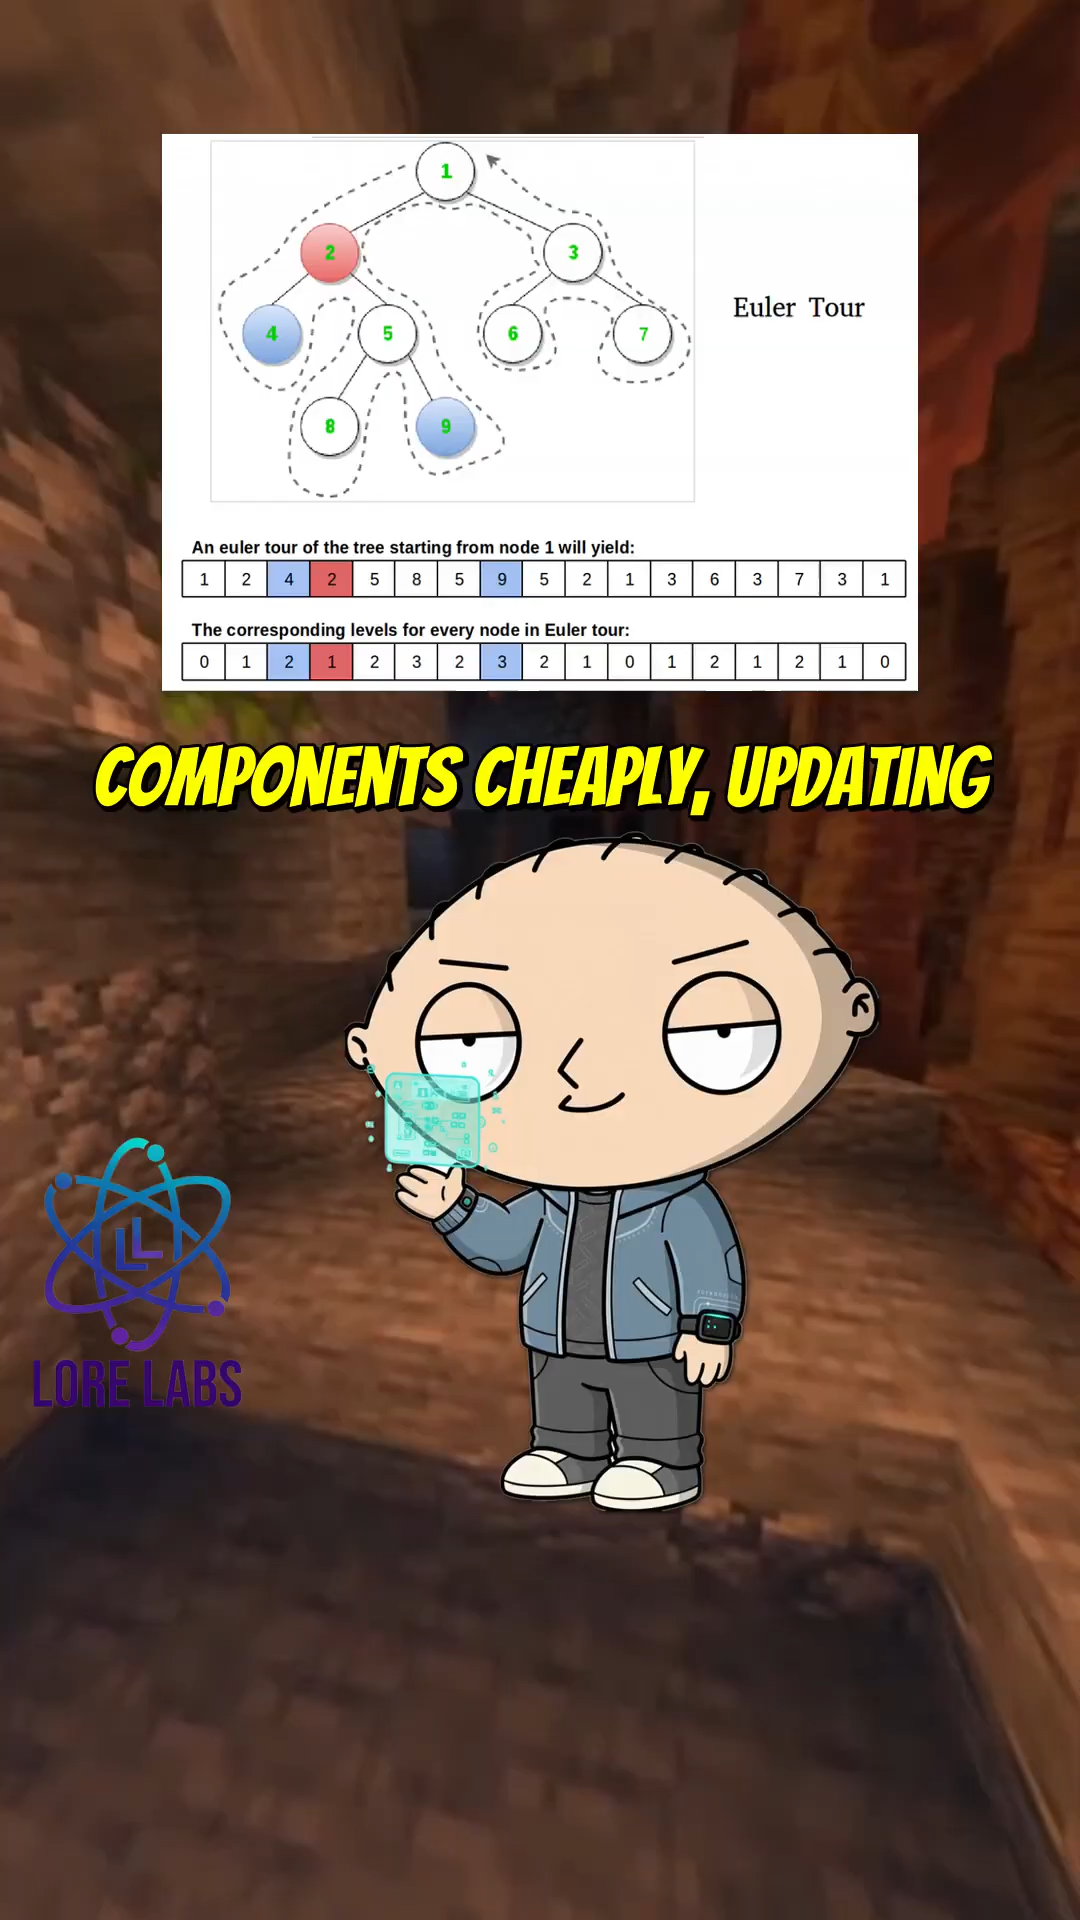 1
2
3
4
5
6
7
8
9
Euler Tour
An euler tour of the tree starting from node 1 will yield:
1 2 4 2 5 8 5 9 5 2 1 3 6 3 7 3 1
The corresponding levels for every node in Euler tour:
0 1 2 1 2 3 2 3 2 1 0 1 2 1 2 1 0
COMPONENTS CHEAPLY, UPDATING
LL
LORE LABS